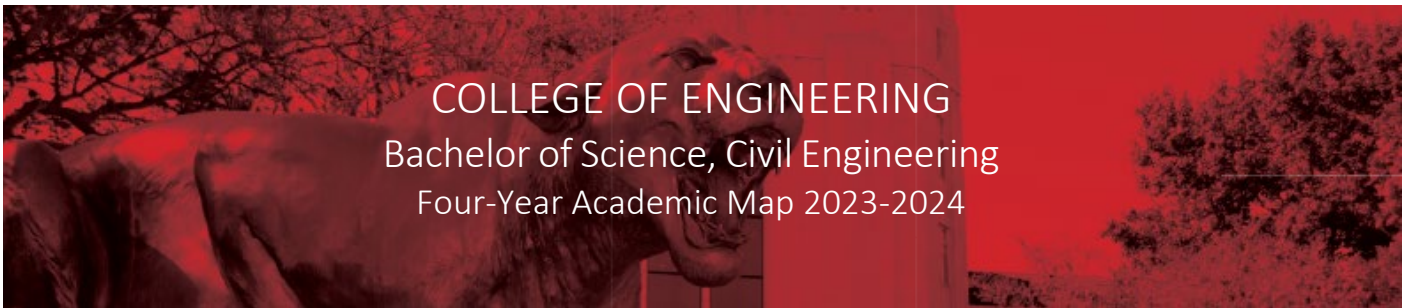 COLLEGE OF ENGINEERING
Bachelor of Science, Civil Engineering
Four-Year Academic Map 2023-2024